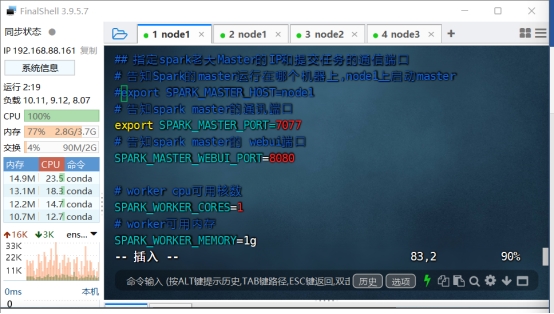 FinalShell 3.9.5.7
同步状态
IP 192.168.88.161 复制
系统信息
运行 2:19
负载 10.11, 9.12, 8.07
CPU 100%
内存 77% 2.8G/3.7G
交换 4% 90M/2G
内存 CPU 命令
14.9M 23.5 conda
13.1M 18.3 conda
12.2M 14.7 conda
10.7M 12.7 conda
16K 3K ens...
33K
22K
11K
0ms 本机
0
1 node1
2 node1
3 node2
4 node3
## 指定spark老大Master的IP和提交任务的通信端口
# 告知Spark的master运行在哪个机器上,node1上启动master
#export SPARK_MASTER_HOST=node1
# 告知spark master的通讯端口
export SPARK_MASTER_PORT=7077
# 告知spark master的 webui端口
SPARK_MASTER_WEBUI_PORT=8080
# worker cpu可用核数
SPARK_WORKER_CORES=1
# worker可用内存
SPARK_WORKER_MEMORY=1g
-- 插入 -- 83,2 90%
命令输入 (按ALT键提示历史,TAB键路径,ESC键返回,双击 历史 选项